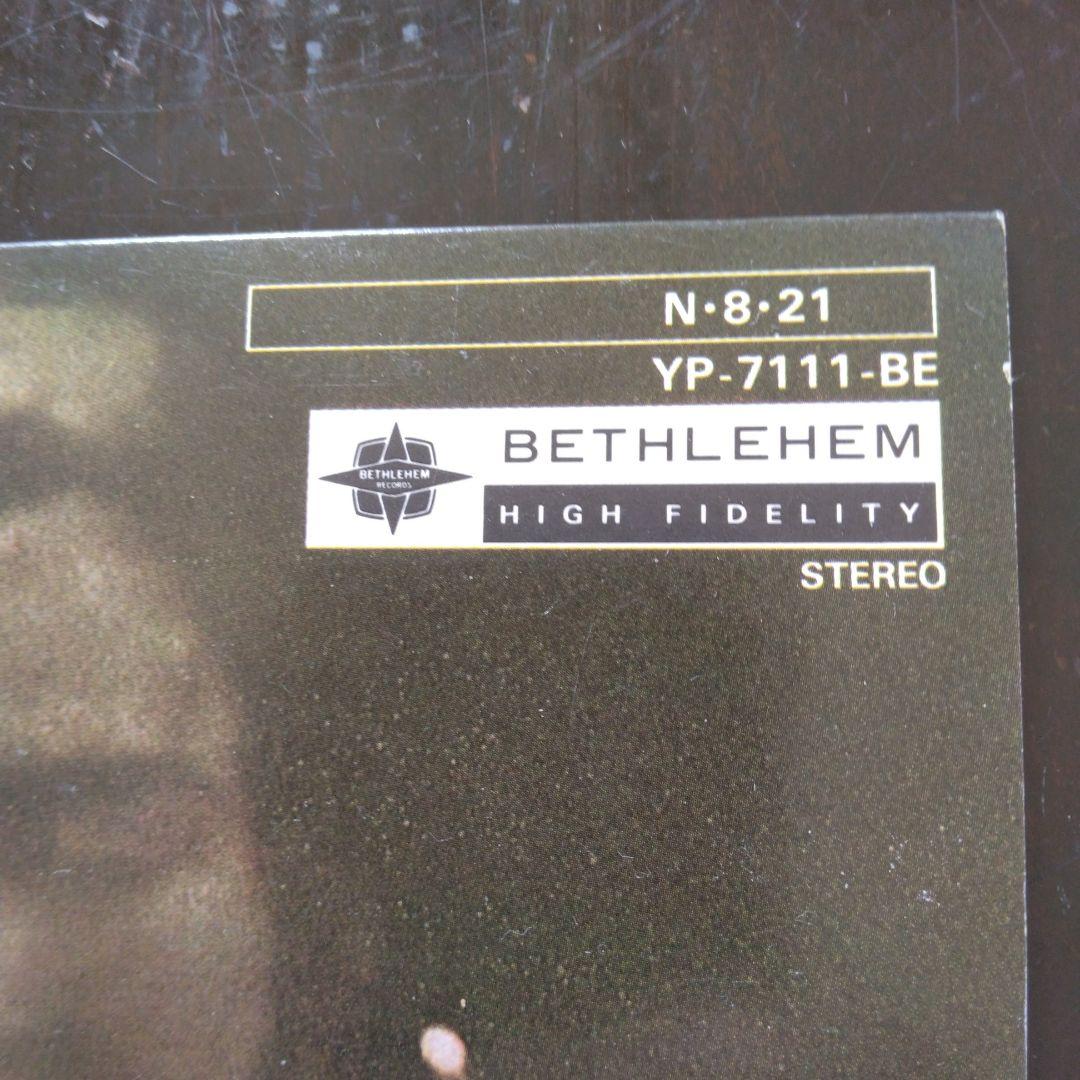 N·8·21
YP-7111-BE
BETHLEHEM
BETHLEHEM
RECORDS
HIGH FIDELITY
STEREO